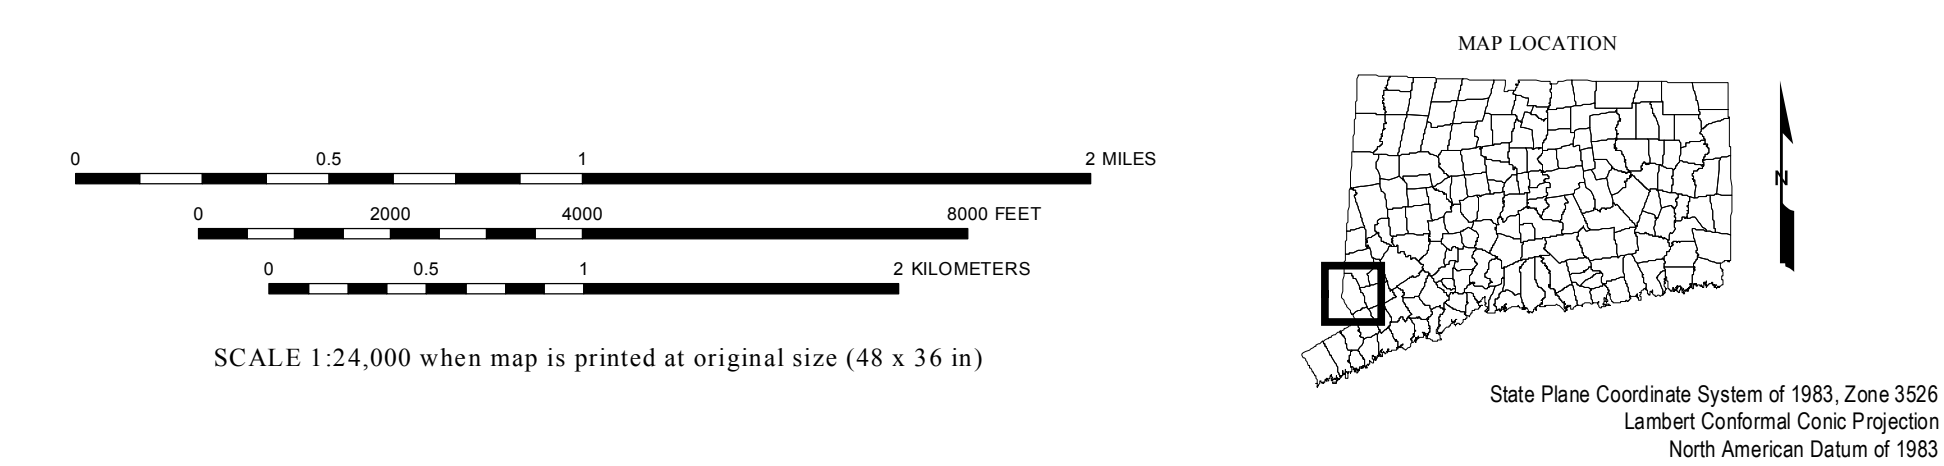 MAP LOCATION
0 0.5 1 2 MILES
0 2000 4000 8000 FEET
0 0.5 1 2 KILOMETERS
SCALE 1:24,000 when map is printed at original size (48 x 36 in)
N
State Plane Coordinate System of 1983, Zone 3526
Lambert Conformal Conic Projection
North American Datum of 1983